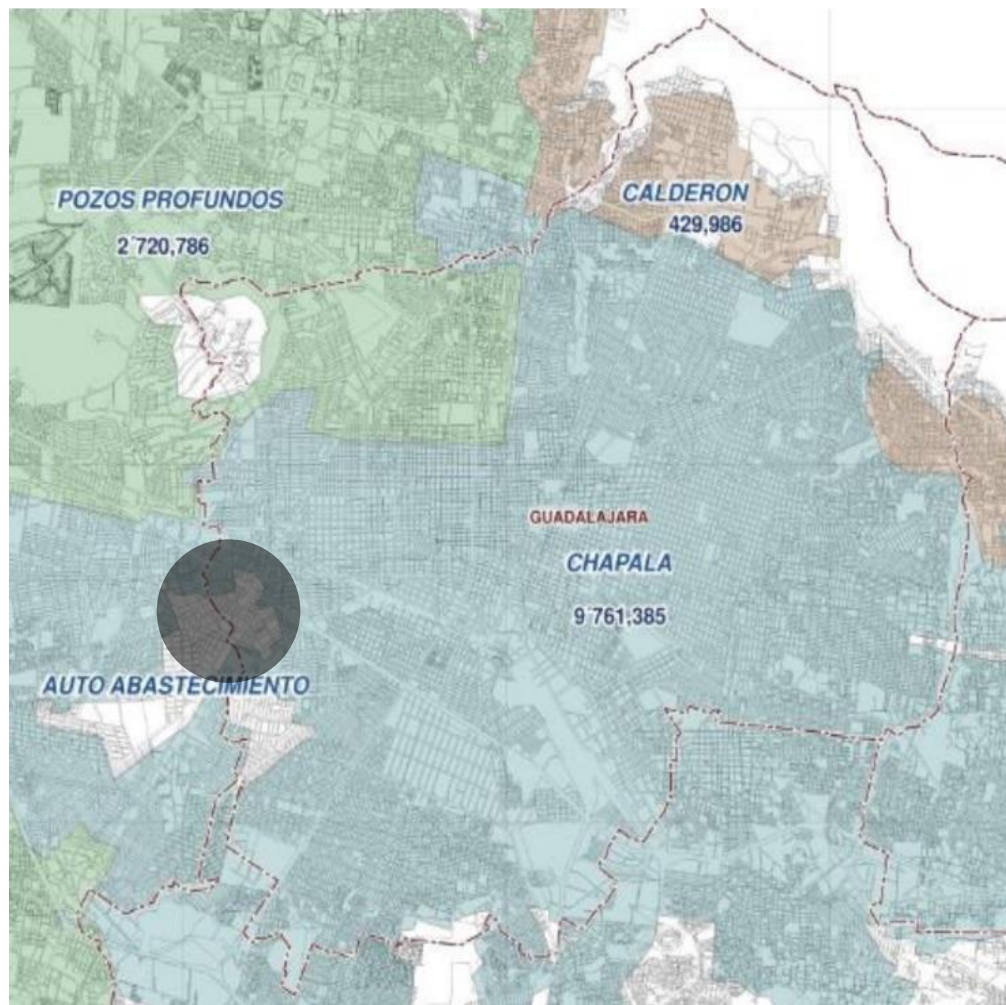 POZOS PROFUNDOS
2´720,786
CALDERON
429,986
GUADALAJARA
CHAPALA
9´761,385
AUTO ABASTECIMIENTO